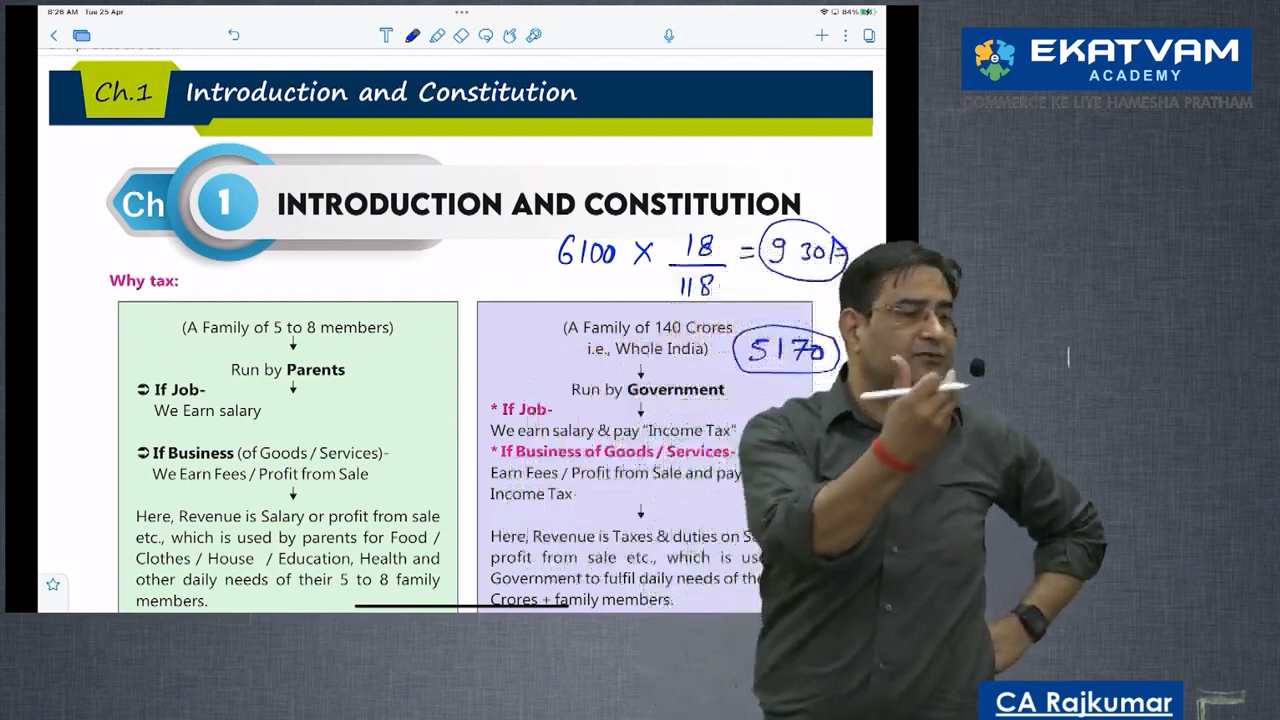 8:26 AM Tue 25 Apr
84%
EKATVAM
ACADEMY
COMMERCE KE LIYE HAMESHA PRATHAM
Ch.1 Introduction and Constitution
Ch 1 INTRODUCTION AND CONSTITUTION
6100 × 18/118 = 930/-
5170
Why tax:
(A Family of 5 to 8 members)
Run by Parents
If Job-
We Earn salary
If Business (of Goods / Services)-
We Earn Fees / Profit from Sale
Here, Revenue is Salary or profit from sale
etc., which is used by parents for Food /
Clothes / House / Education, Health and
other daily needs of their 5 to 8 family
members.
(A Family of 140 Crores
i.e., Whole India)
Run by Government
* If Job-
We earn salary & pay "Income Tax"
* If Business of Goods / Services-
Earn Fees / Profit from Sale and pay
Income Tax
Here, Revenue is Taxes & duties on
profit from sale etc., which is
Government to fulfil daily needs of
Crores + family members.
CA Rajkumar